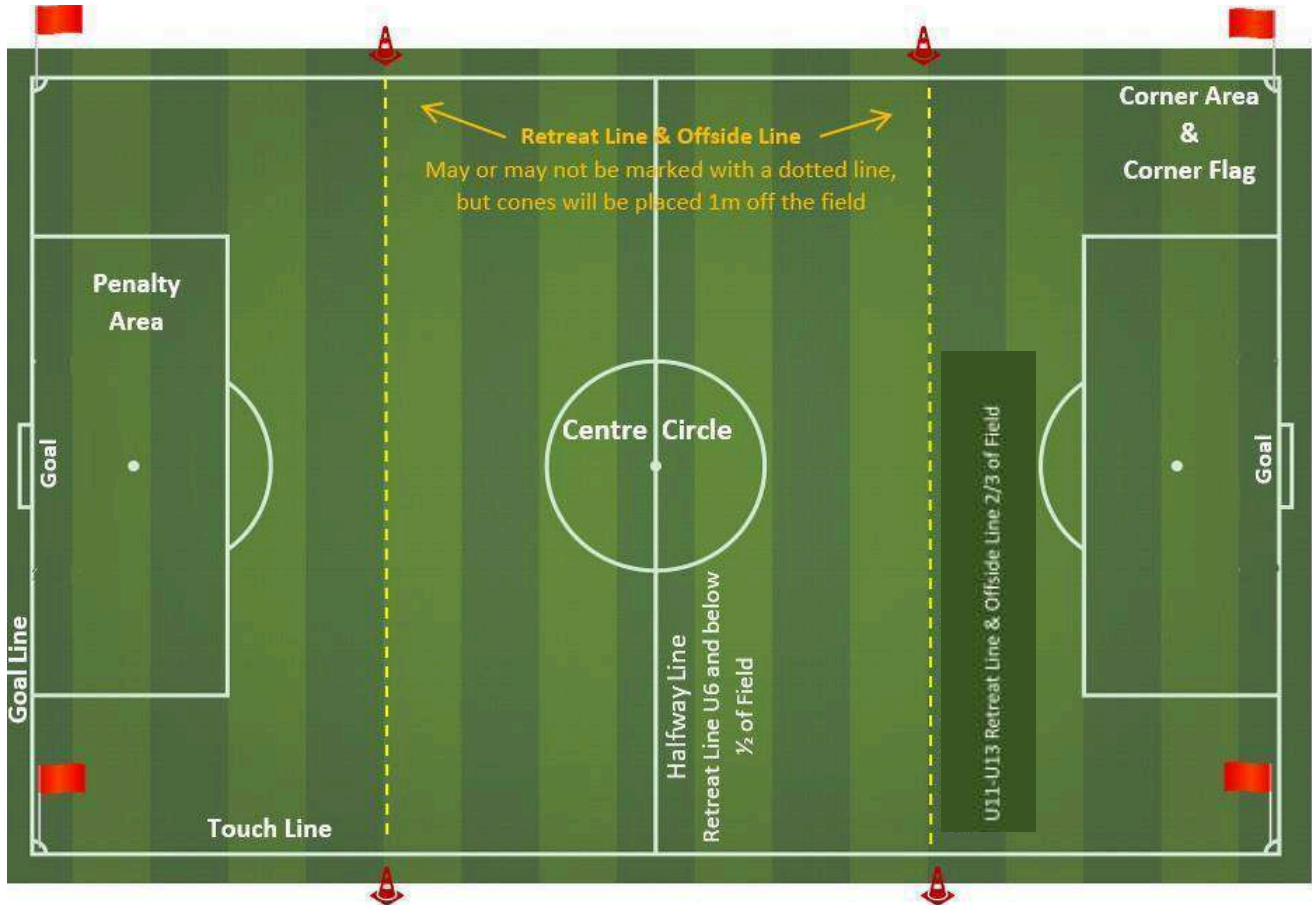 Corner Area
&
Corner Flag
Retreat Line & Offside Line
May or may not be marked with a dotted line,
but cones will be placed 1m off the field
Penalty
Area
Centre Circle
Goal
Goal
Goal Line
Touch Line
Halfway Line
Retreat Line U6 and below
½ of Field
U11-U13 Retreat Line & Offside Line 2/3 of Field